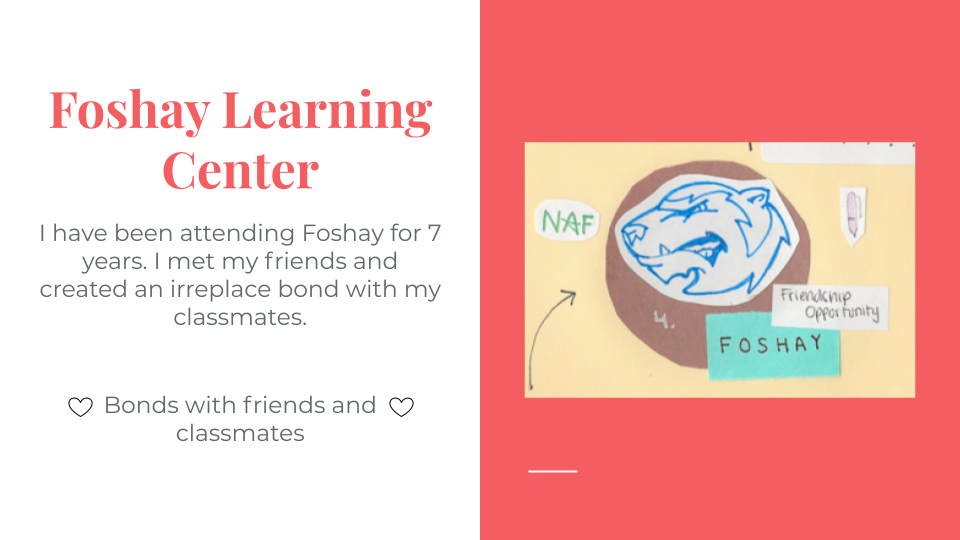 Foshay Learning
Center
I have been attending Foshay for 7
years. I met my friends and
created an irreplace bond with my
classmates.
Bonds with friends and
classmates
NAF
4.
Friendship
Opportunity
FOSHAY